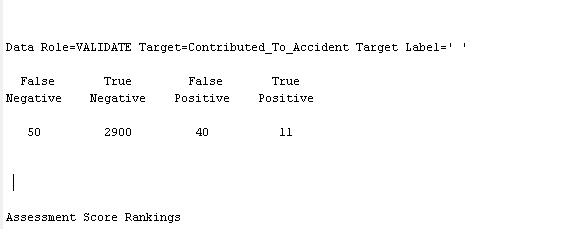 Data Role=VALIDATE Target=Contributed_To_Accident Target Label=' '
False True False True
Negative Negative Positive Positive
50 2900 40 11
Assessment Score Rankings